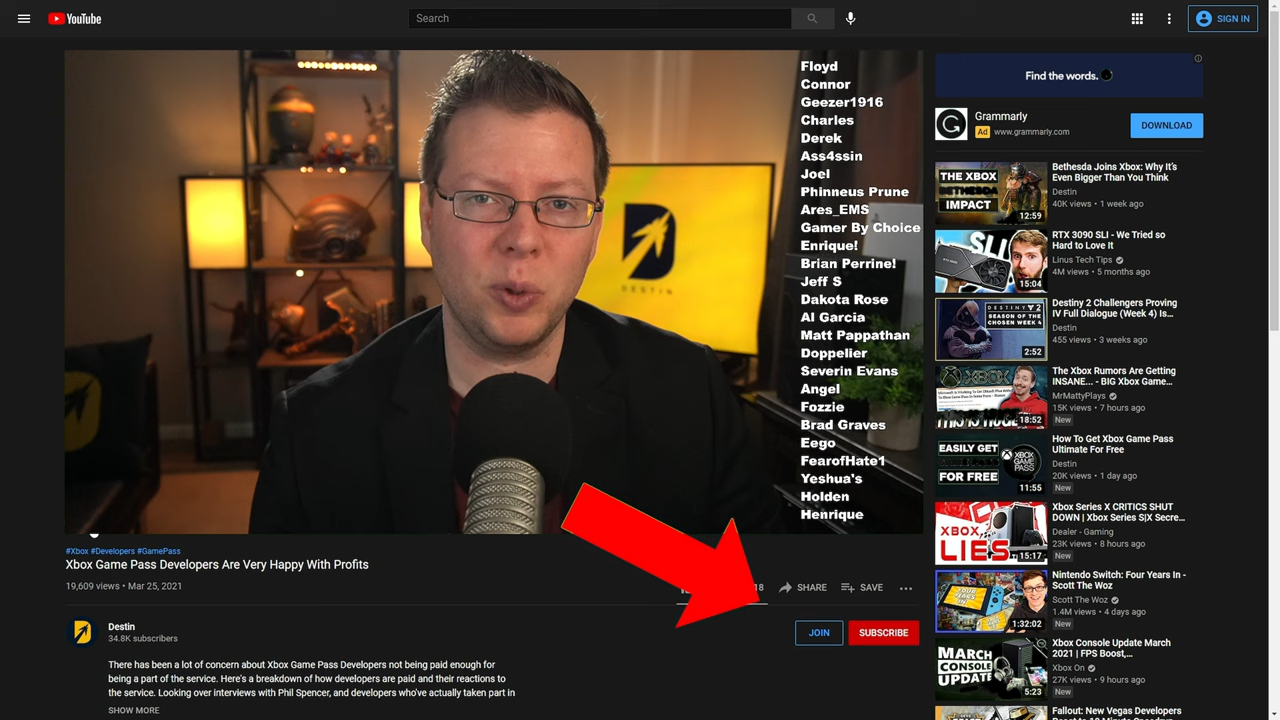 YouTube
Search
SIGN IN
Floyd
Connor
Geezer1916
Charles
Derek
Ass4ssin
Joel
Phinneus Prune
Ares_EMS
Gamer By Choice
Enrique!
Brian Perrine!
Jeff S
Dakota Rose
Al Garcia
Matt Pappathan
Doppelier
Severin Evans
Angel
Fozzie
Brad Graves
Eego
FearofHate1
Yeshua's
Holden
Henrique
D
DESTIN
#Xbox #Developers #GamePass
Xbox Game Pass Developers Are Very Happy With Profits
19,609 views • Mar 25, 2021
18
SHARE
SAVE
Destin
34.8K subscribers
JOIN
SUBSCRIBE
There has been a lot of concern about Xbox Game Pass Developers not being paid enough for
being a part of the service. Here's a breakdown of how developers are paid and their reactions to
the service. Looking over interviews with Phil Spencer, and developers who've actually taken part in
SHOW MORE
Find the words.
Grammarly
Ad www.grammarly.com
DOWNLOAD
THE XBOX
BETHESDA
IMPACT
12:59
Bethesda Joins Xbox: Why It's
Even Bigger Than You Think
Destin
40K views • 1 week ago
SLI
15:04
RTX 3090 SLI - We Tried so
Hard to Love It
Linus Tech Tips
4M views • 5 months ago
DESTINY 2
SEASON OF THE
CHOSEN WEEK 4
2:52
Destiny 2 Challengers Proving
IV Full Dialogue (Week 4) Is...
Destin
455 views • 3 weeks ago
XBOX
18:52
The Xbox Rumors Are Getting
INSANE... - BIG Xbox Game...
MrMattyPlays
15K views • 7 hours ago
New
EASILY GET
XBOX
GAME PASS
FOR FREE
11:55
How To Get Xbox Game Pass
Ultimate For Free
Destin
20K views • 1 day ago
New
XBOX
LIES
15:17
Xbox Series X CRITICS SHUT
DOWN | Xbox Series S|X Secre...
Dealer - Gaming
23K views • 8 hours ago
New
FOUR
YEARS
IN
1:32:02
Nintendo Switch: Four Years In -
Scott The Woz
Scott The Woz
1.4M views • 4 days ago
New
MARCH
CONSOLE
UPDATE
5:23
Xbox Console Update March
2021 | FPS Boost,...
Xbox On
27K views • 9 hours ago
New
Fallout: New Vegas Developers